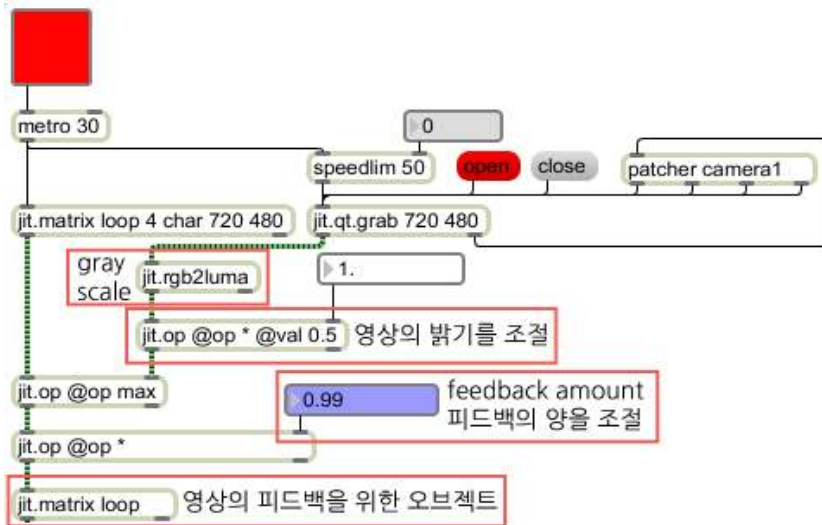 metro 30
0
speedlim 50
open
close
patcher camera1
jit.matrix loop 4 char 720 480
jit.qt.grab 720 480
gray
scale
jit.rgb2luma
1.
jit.op @op * @val 0.5
영상의 밝기를 조절
jit.op @op max
0.99
feedback amount
피드백의 양을 조절
jit.op @op *
jit.matrix loop
영상의 피드백을 위한 오브젝트